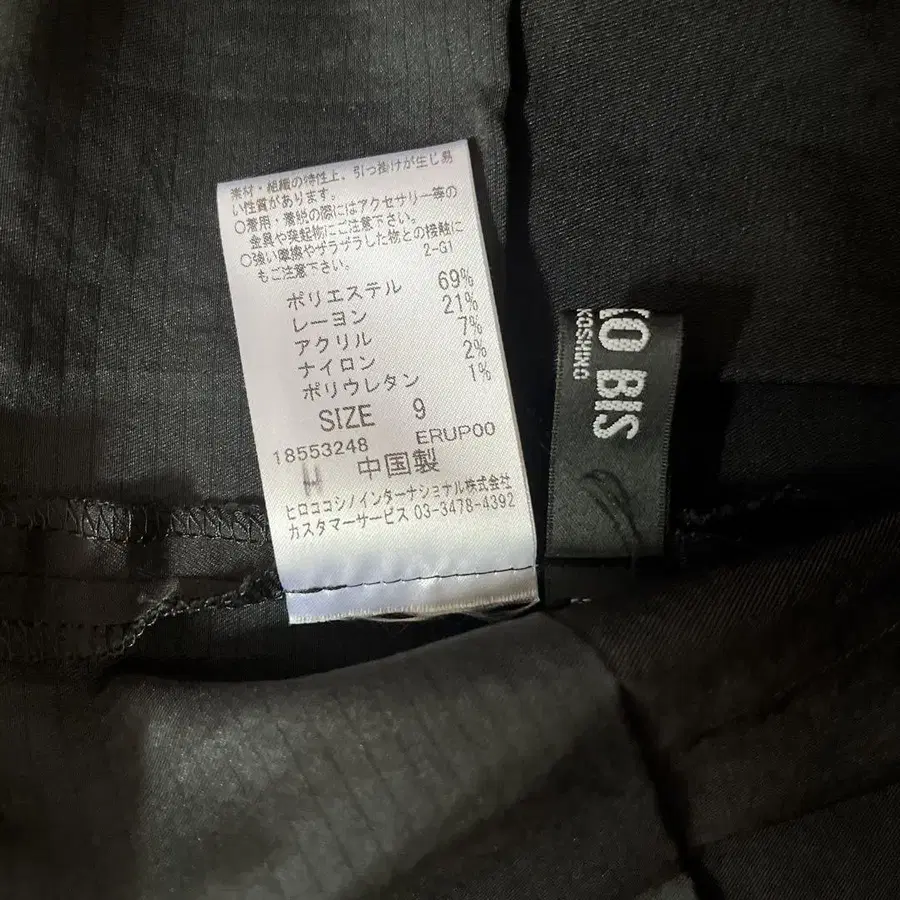 素材・組織の特性上、引っ掛けが生じ易
い性質があります。
○着用・着脱の際にはアクセサリー等の
金具や突起物にご注意下さい。
○強い摩擦やザラザラした物との接触に
もご注意下さい。 2-G1
ポリエステル 69%
レーヨン 21%
アクリル 7%
ナイロン 2%
ポリウレタン 1%
SIZE 9
18553248 ERUP00
中国製
ヒロココシノインターナショナル株式会社
カスタマーサービス 03-3478-4392
KO BIS
KOSHINO